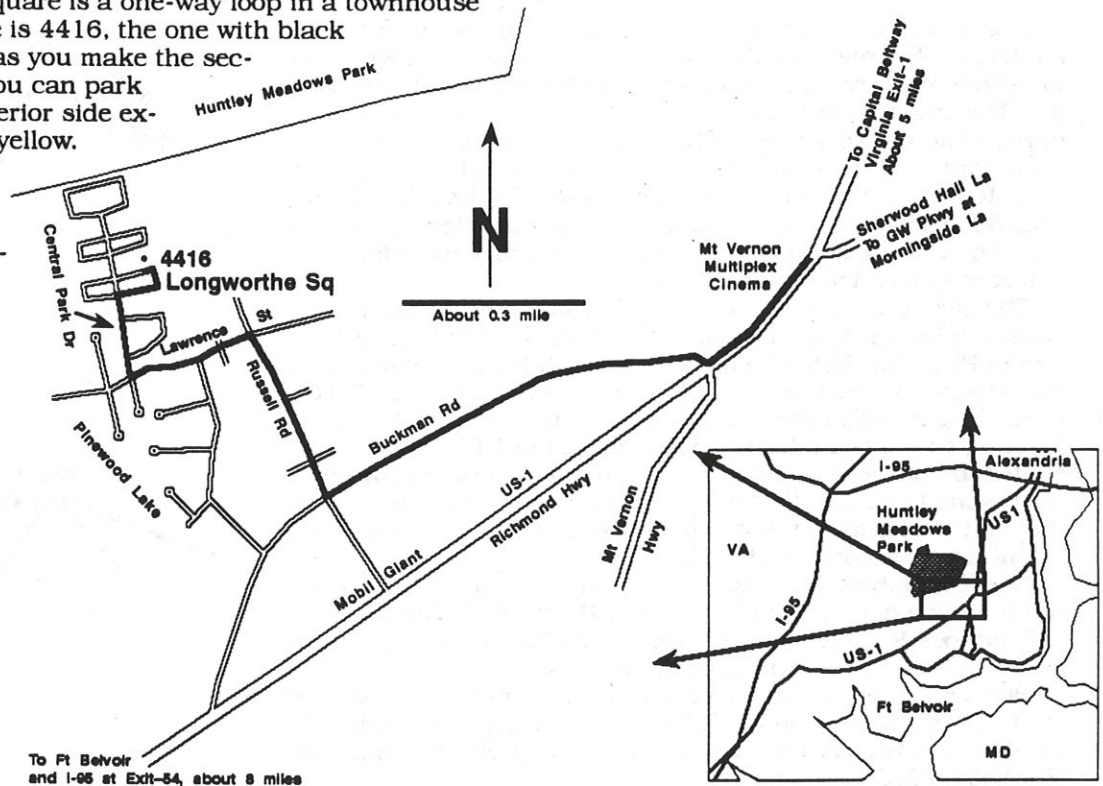 quare is a one-way loop in a townhouse
e is 4416, the one with black
as you make the sec-
ou can park
erior side ex-
yellow.
Huntley Meadows Park
To Capital Beltway
Virginia Exit-1
About 5 miles
Sherwood Hall La
To GW Pkwy at
Morningside La
N
Mt Vernon
Multiplex
Cinema
About 0.3 mile
4416
Longworthe Sq
Central Park Dr
Lawrence St
Russell Rd
Buckman Rd
Pinewood Lake
US-1
Richmond Hwy
Mt Vernon
Hwy
Mobil
Giant
To Ft Belvoir
and I-95 at Exit-54, about 8 miles
I-95
Alexandria
Huntley
Meadows
Park
US1
VA
I-95
US-1
Ft Belvoir
MD